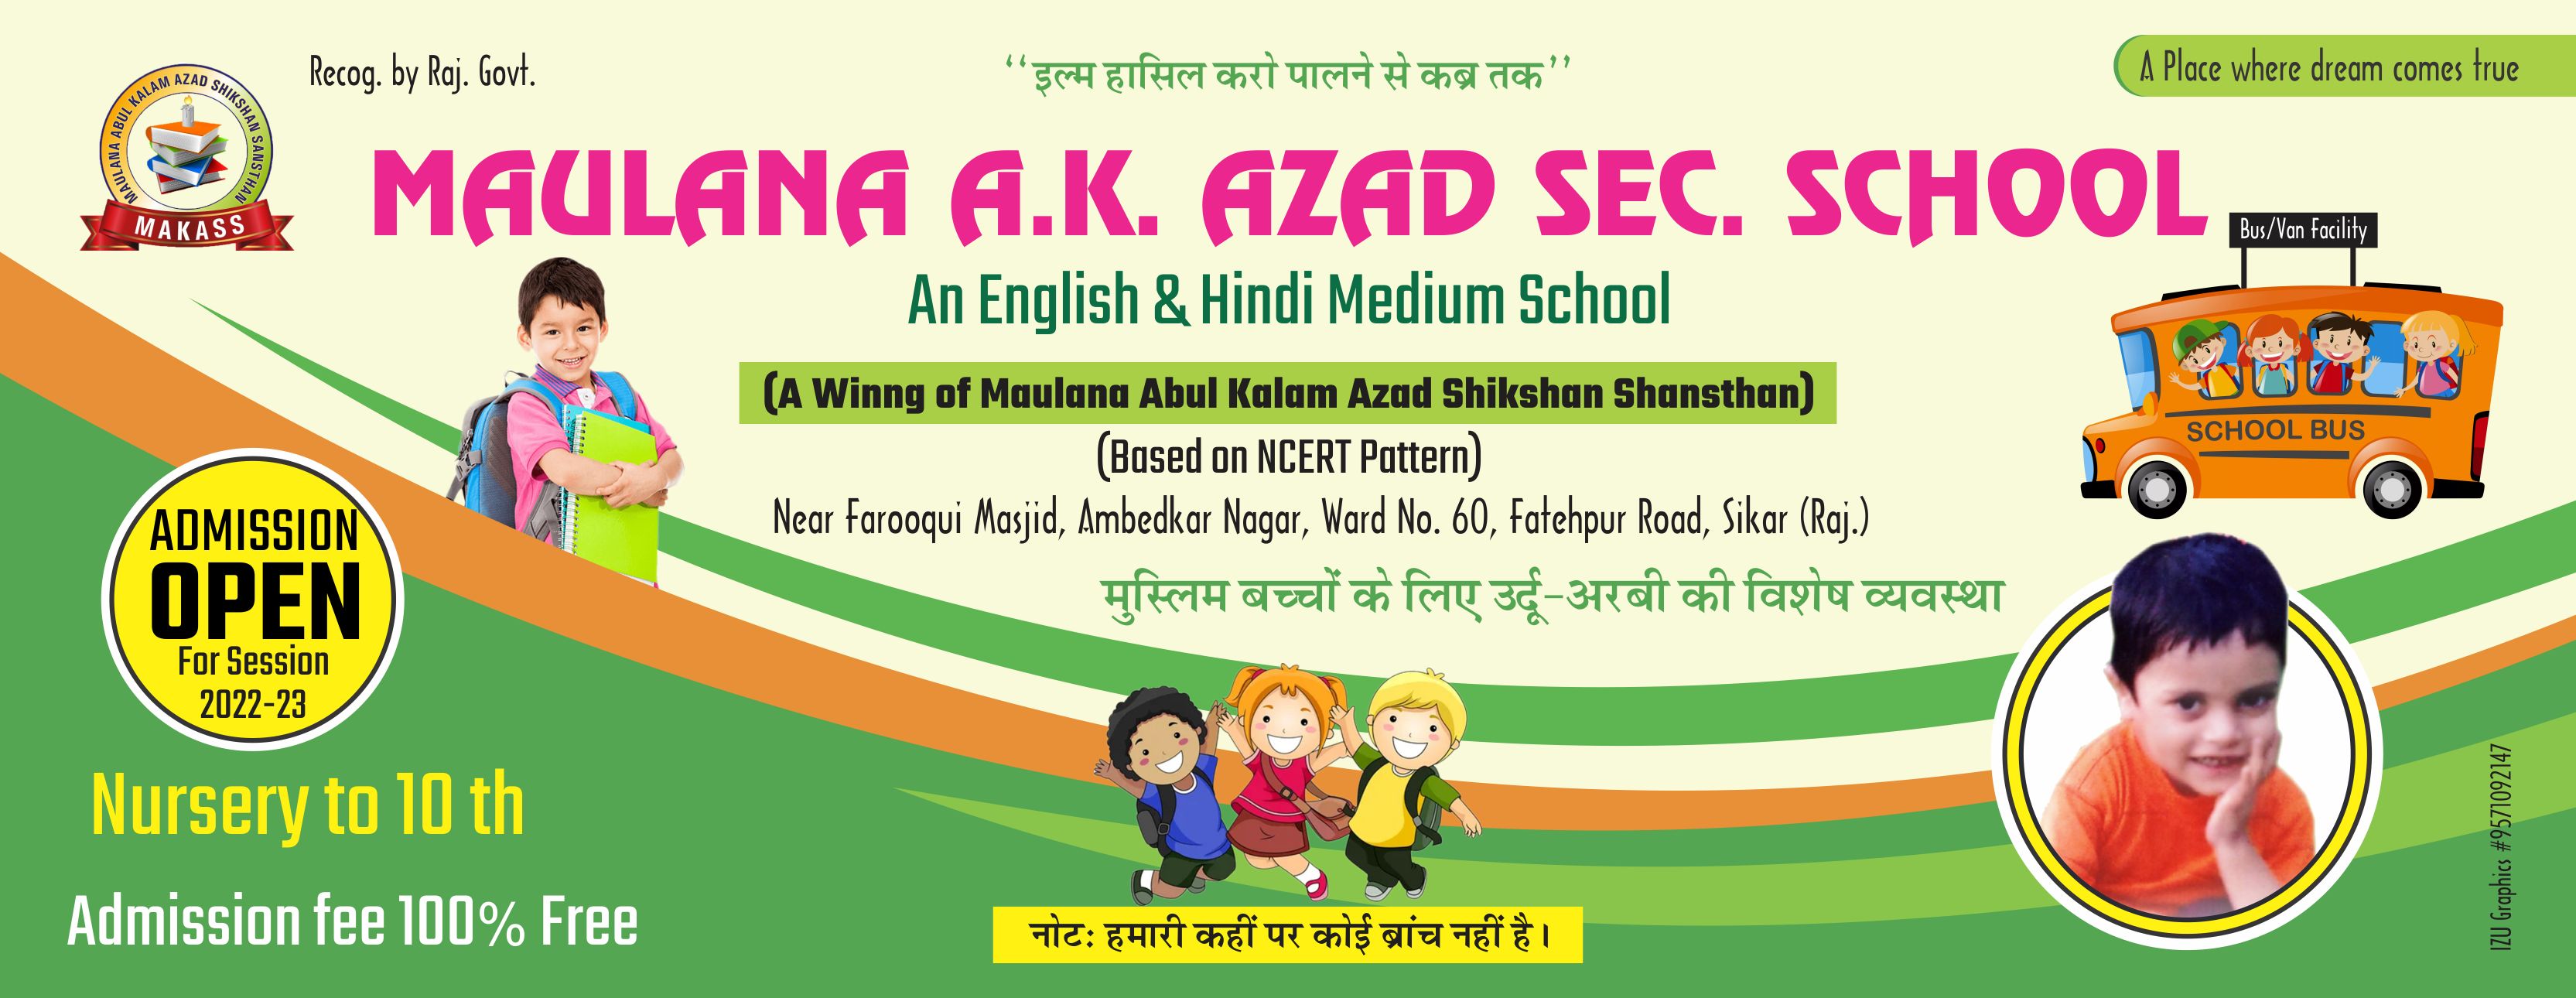 MAULANA ABUL KALAM AZAD SHIKSHAN SANSTHAN
MAKASS
Recog. by Raj. Govt.
‘‘इल्म हासिल करो पालने से कब्र तक’’
A Place where dream comes true
MAULANA A.K. AZAD SEC. SCHOOL
Bus/Van Facility
An English & Hindi Medium School
(A Winng of Maulana Abul Kalam Azad Shikshan Shansthan)
(Based on NCERT Pattern)
SCHOOL BUS
Near Farooqui Masjid, Ambedkar Nagar, Ward No. 60, Fatehpur Road, Sikar (Raj.)
मुस्लिम बच्चों के लिए उर्दू-अरबी की विशेष व्यवस्था
ADMISSION
OPEN
For Session
2022-23
Nursery to 10 th
Admission fee 100% Free
नोटः हमारी कहीं पर कोई ब्रांच नहीं है।
IZU Graphics #9571092147